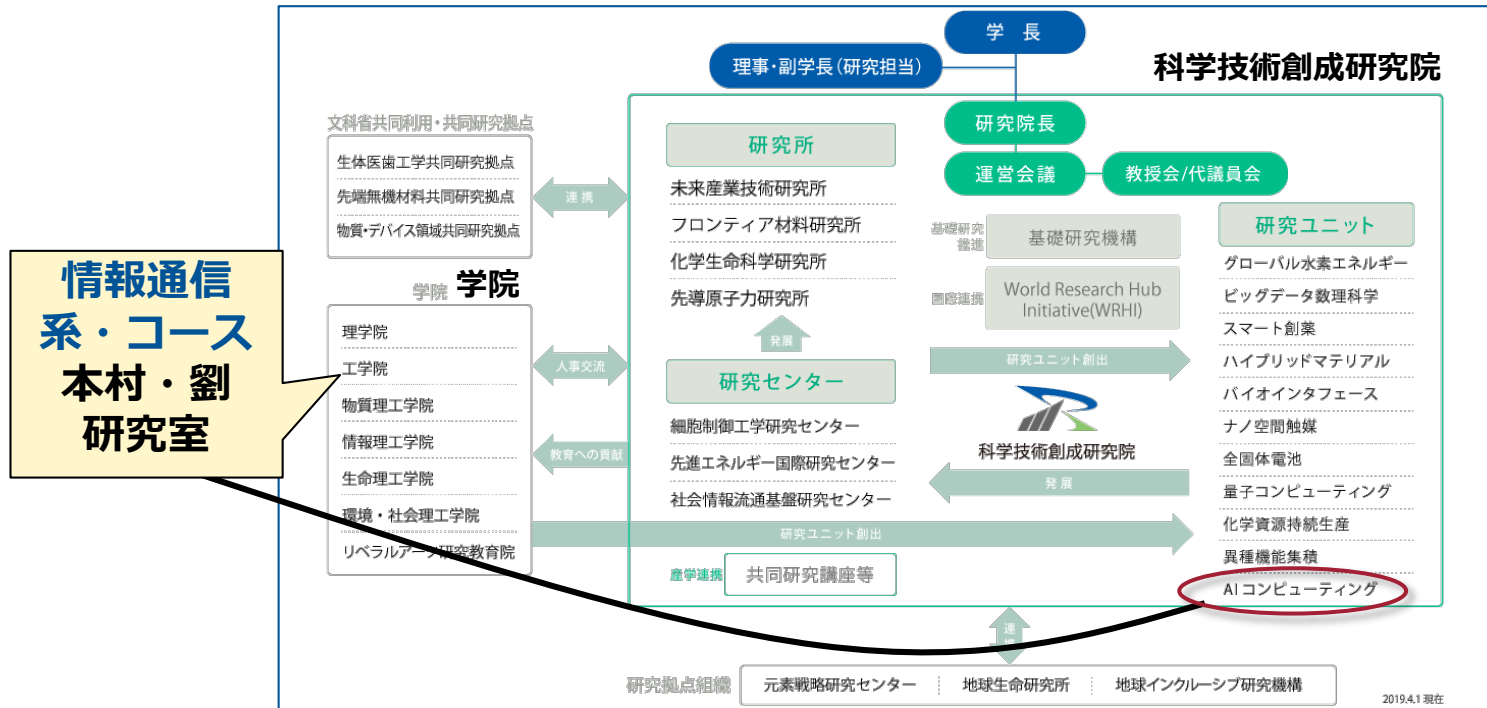 学 長
理事・副学長(研究担当)
科学技術創成研究院
研究院長
運営会議
教授会/代議員会
文科省共同利用・共同研究拠点
生体医歯工学共同研究拠点
先端無機材料共同研究拠点
物質・デバイス領域共同研究拠点
連携
研究所
未来産業技術研究所
フロンティア材料研究所
化学生命科学研究所
先導原子力研究所
発展
研究センター
細胞制御工学研究センター
先進エネルギー国際研究センター
社会情報流通基盤研究センター
基礎研究
推進
基礎研究機構
国際連携
World Research Hub
Initiative(WRHI)
研究ユニット創出
科学技術創成研究院
発展
研究ユニット
グローバル水素エネルギー
ビッグデータ数理科学
スマート創薬
ハイブリッドマテリアル
バイオインタフェース
ナノ空間触媒
全固体電池
量子コンピューティング
化学資源持続生産
異種機能集積
AIコンピューティング
情報通信
系・コース
本村・劉
研究室
学院 学院
理学院
工学院
物質理工学院
情報理工学院
生命理工学院
環境・社会理工学院
リベラルアーツ研究教育院
人事交流
教育への貢献
研究ユニット創出
産学連携
共同研究講座等
連携
研究拠点組織
元素戦略研究センター
地球生命研究所
地球インクルーシブ研究機構
2019.4.1 現在